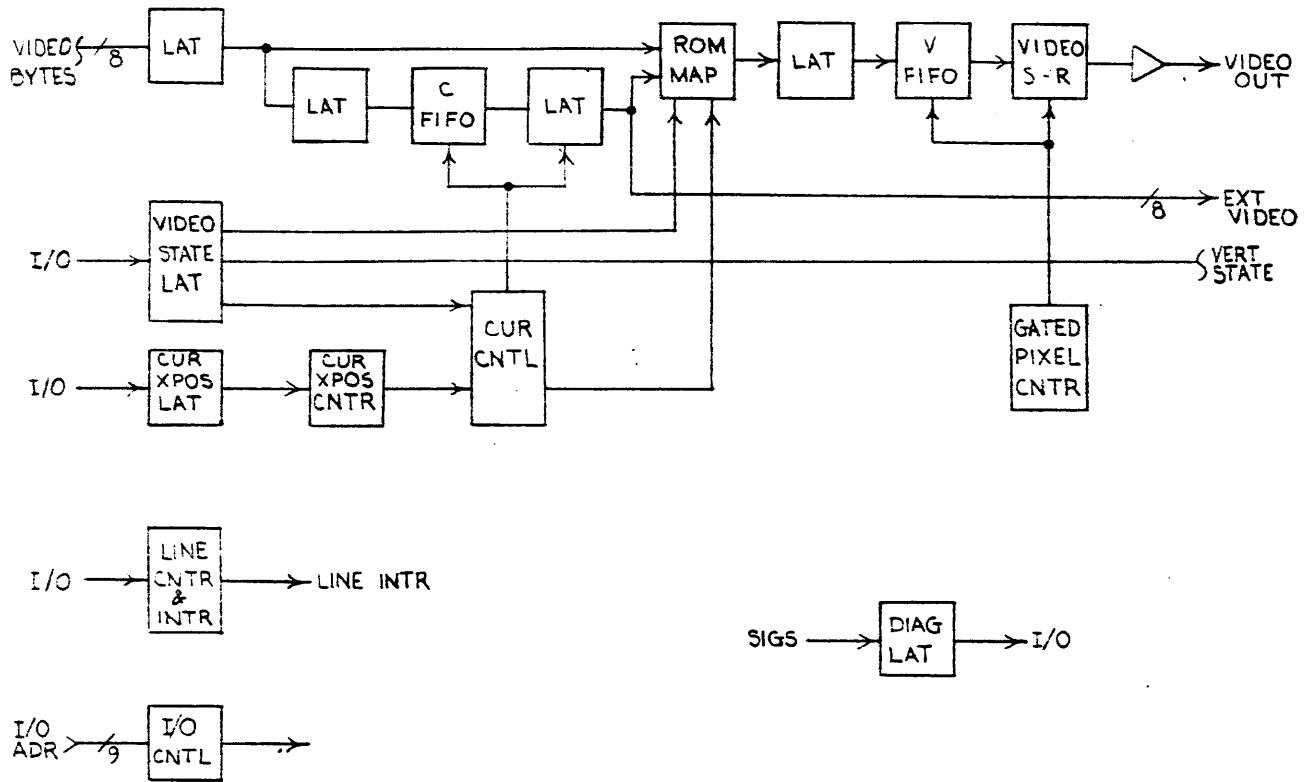 VIDEO
BYTES
8
LAT
LAT
C
FIFO
LAT
ROM
MAP
LAT
V
FIFO
VIDEO
S-R
VIDEO
OUT
8
EXT
VIDEO
I/O
VIDEO
STATE
LAT
VERT
STATE
I/O
CUR
XPOS
LAT
CUR
XPOS
CNTR
CUR
CNTL
GATED
PIXEL
CNTR
I/O
LINE
CNTR
&
INTR
LINE INTR
SIGS
DIAG
LAT
I/O
I/O
ADR
9
I/O
CNTL